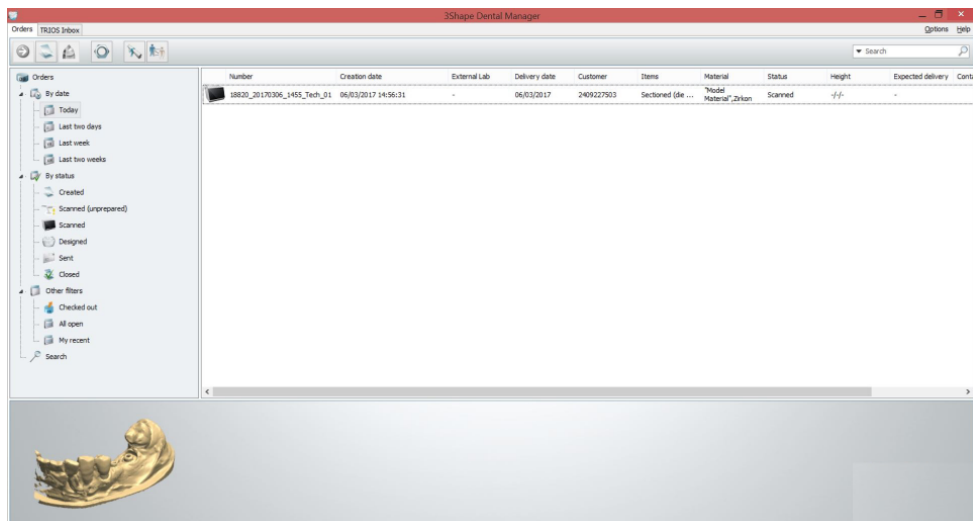 3Shape Dental Manager
Orders TRIOS Inbox Options Help
Search
Orders
By date
Today
Last two days
Last week
Last two weeks
By status
Created
Scanned (unprepared)
Scanned
Designed
Sent
Closed
Other filters
Checked out
All open
My recent
Search
Number Creation date External Lab Delivery date Customer Items Material Status Height Expected delivery Conta
18820_20170306_1455_Tech_01 06/03/2017 14:56:31 - 06/03/2017 2409227503 Sectioned (die ... "Model Scanned -/-/- -
Material",Zirkon